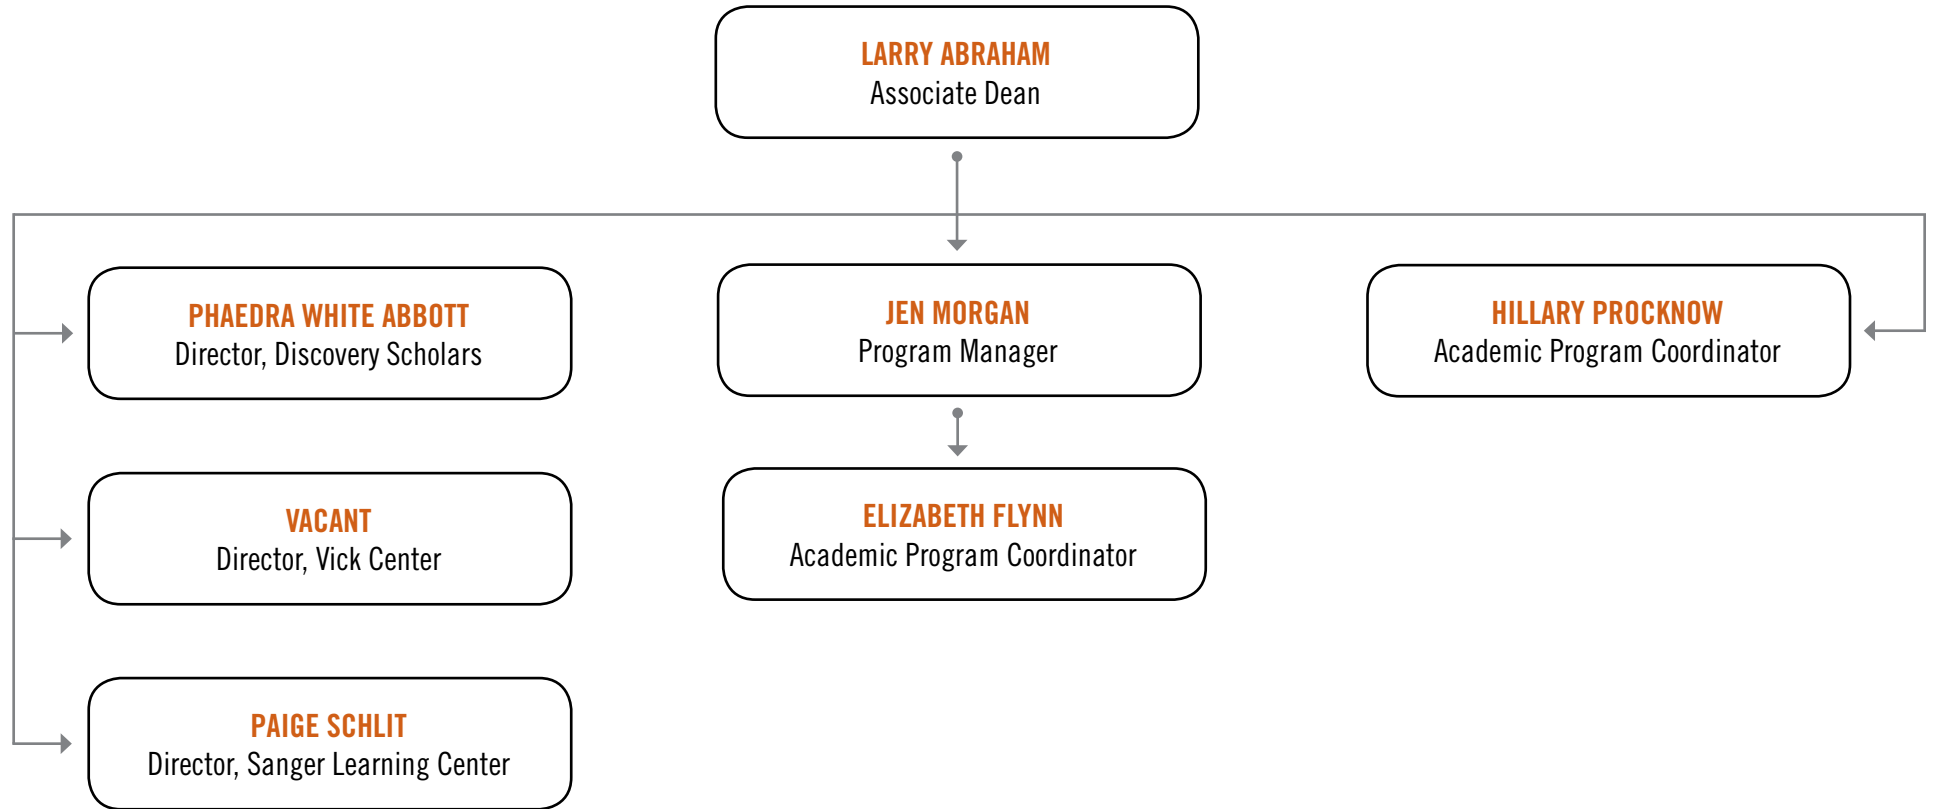 LARRY ABRAHAM
Associate Dean
PHAEDRA WHITE ABBOTT
Director, Discovery Scholars
JEN MORGAN
Program Manager
HILLARY PROCKNOW
Academic Program Coordinator
VACANT
Director, Vick Center
ELIZABETH FLYNN
Academic Program Coordinator
PAIGE SCHLIT
Director, Sanger Learning Center